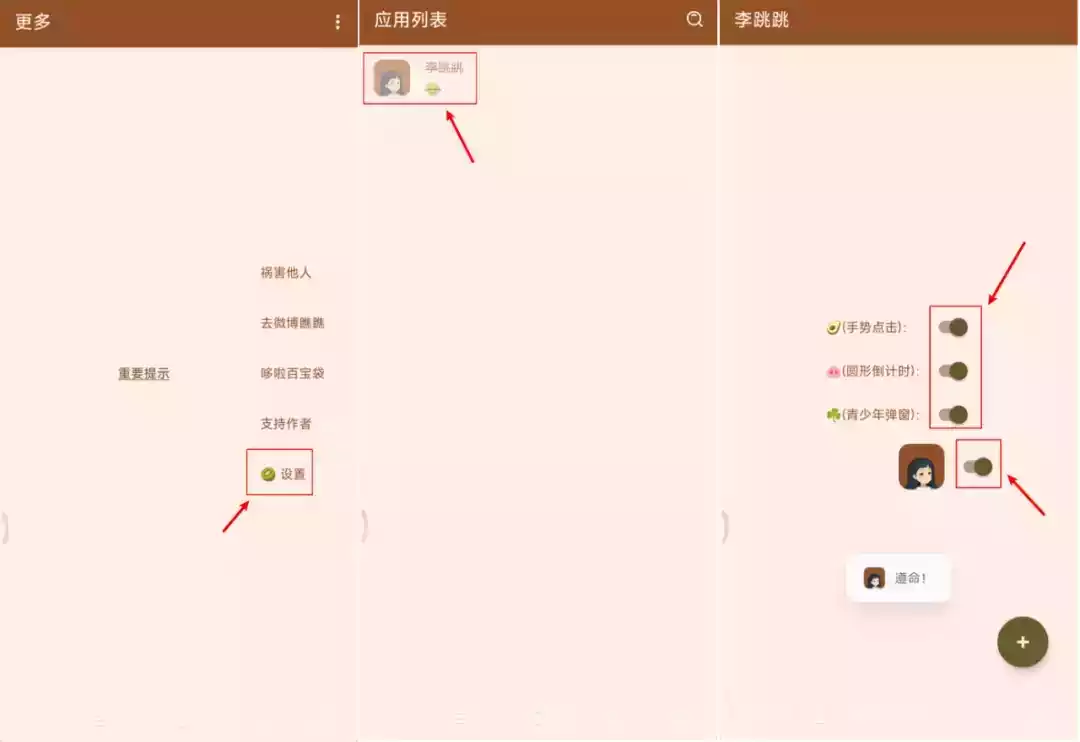 更多
祸害他人
去微博瞧瞧
重要提示
哆啦百宝袋
支持作者
设置
应用列表
李跳跳
李跳跳
(手势点击):
(圆形倒计时):
(青少年弹窗):
遵命!